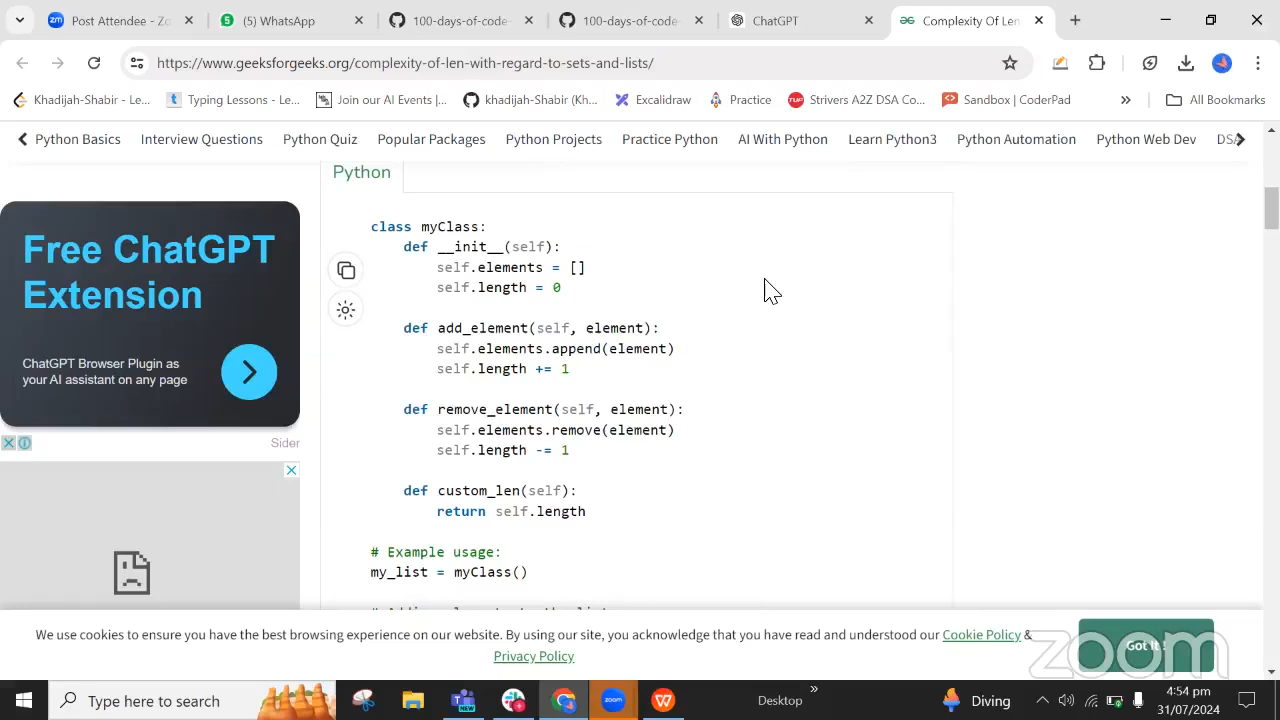 Post Attendee - Zo
(5) WhatsApp
100-days-of-code-
100-days-of-code-
ChatGPT
Complexity Of Len
https://www.geeksforgeeks.org/complexity-of-len-with-regard-to-sets-and-lists/
Khadijah-Shabir - Le...
Typing Lessons - Le...
Join our AI Events |...
khadijah-Shabir (Kh...
Excalidraw
Practice
Strivers A2Z DSA Co...
Sandbox | CoderPad
All Bookmarks
Python Basics
Interview Questions
Python Quiz
Popular Packages
Python Projects
Practice Python
AI With Python
Learn Python3
Python Automation
Python Web Dev
DSA
Python
Free ChatGPT
Extension
ChatGPT Browser Plugin as
your AI assistant on any page
Sider
class myClass:
def __init__(self):
self.elements = []
self.length = 0
def add_element(self, element):
self.elements.append(element)
self.length += 1
def remove_element(self, element):
self.elements.remove(element)
self.length -= 1
def custom_len(self):
return self.length
# Example usage:
my_list = myClass()
We use cookies to ensure you have the best browsing experience on our website. By using our site, you acknowledge that you have read and understood our Cookie Policy &
Privacy Policy
Got It !
zoom
Type here to search
NEW
zoom
Desktop
Diving
4:54 pm
31/07/2024